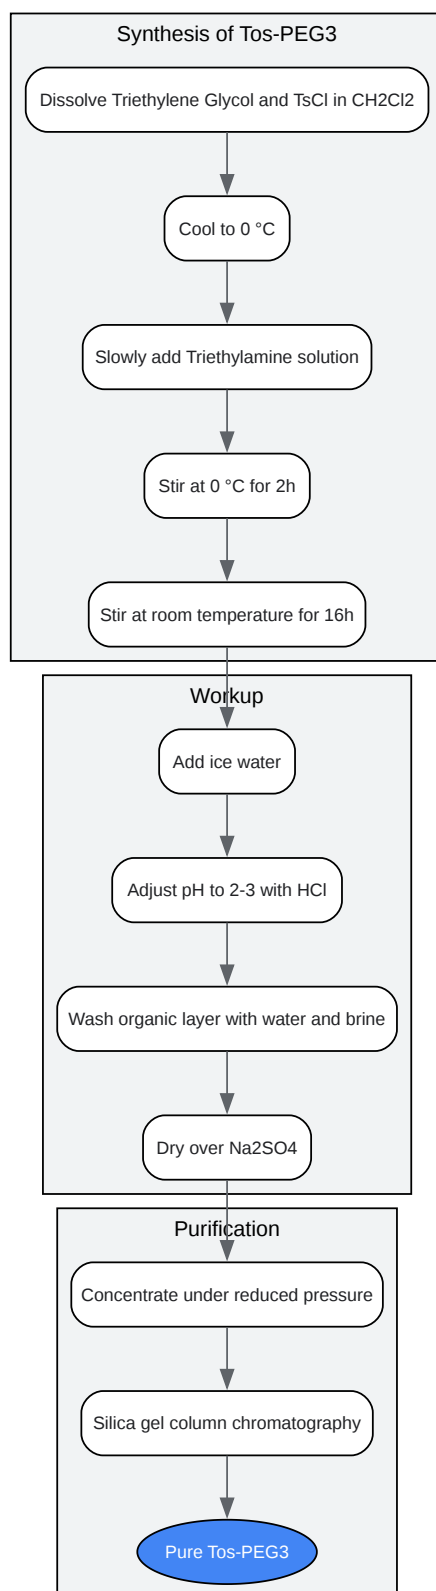 Synthesis of Tos-PEG3
Dissolve Triethylene Glycol and TsCl in CH2Cl2
Cool to 0 °C
Slowly add Triethylamine solution
Stir at 0 °C for 2h
Stir at room temperature for 16h
Workup
Add ice water
Adjust pH to 2-3 with HCl
Wash organic layer with water and brine
Dry over Na2SO4
Purification
Concentrate under reduced pressure
Silica gel column chromatography
Pure Tos-PEG3